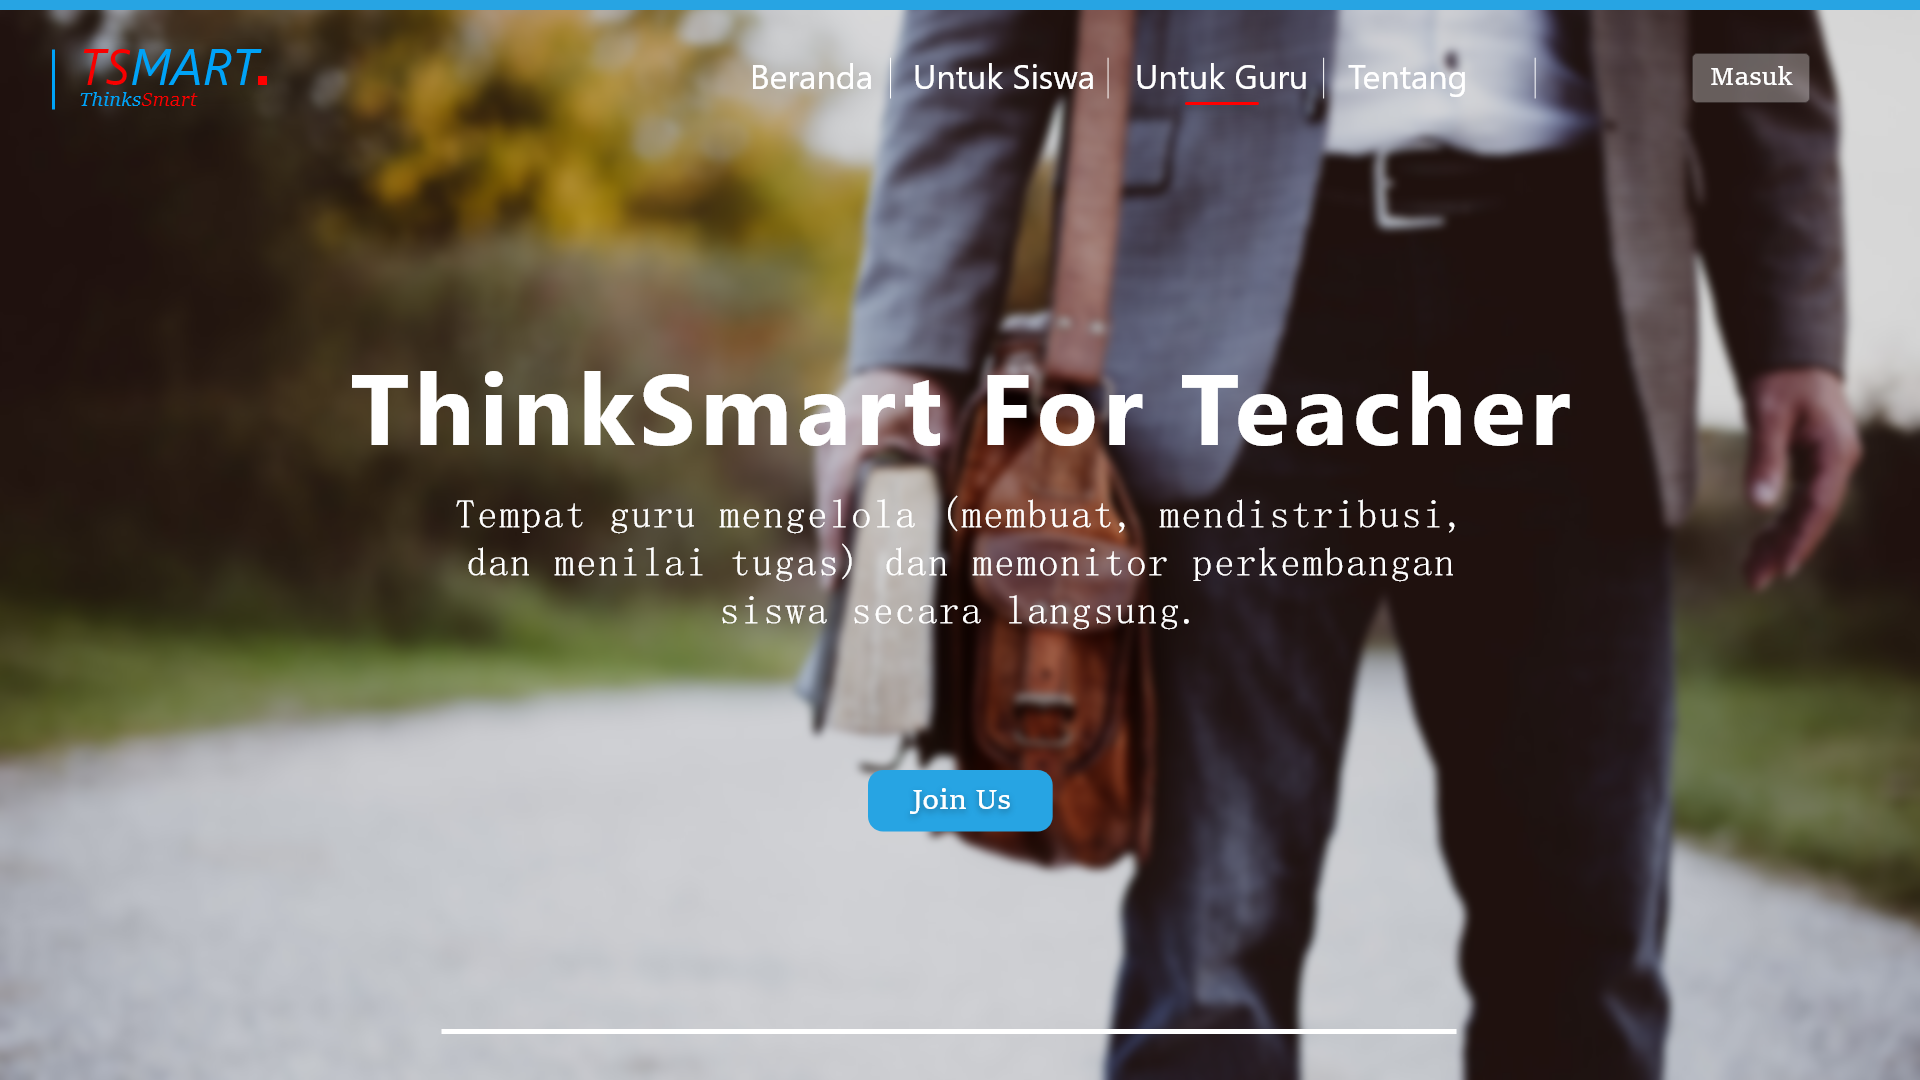 TSMART.
ThinksSmart
Beranda
Untuk Siswa
Untuk Guru
Tentang
Masuk
ThinkSmart For Teacher
Tempat guru mengelola (membuat, mendistribusi,
dan menilai tugas) dan memonitor perkembangan
siswa secara langsung.
Join Us